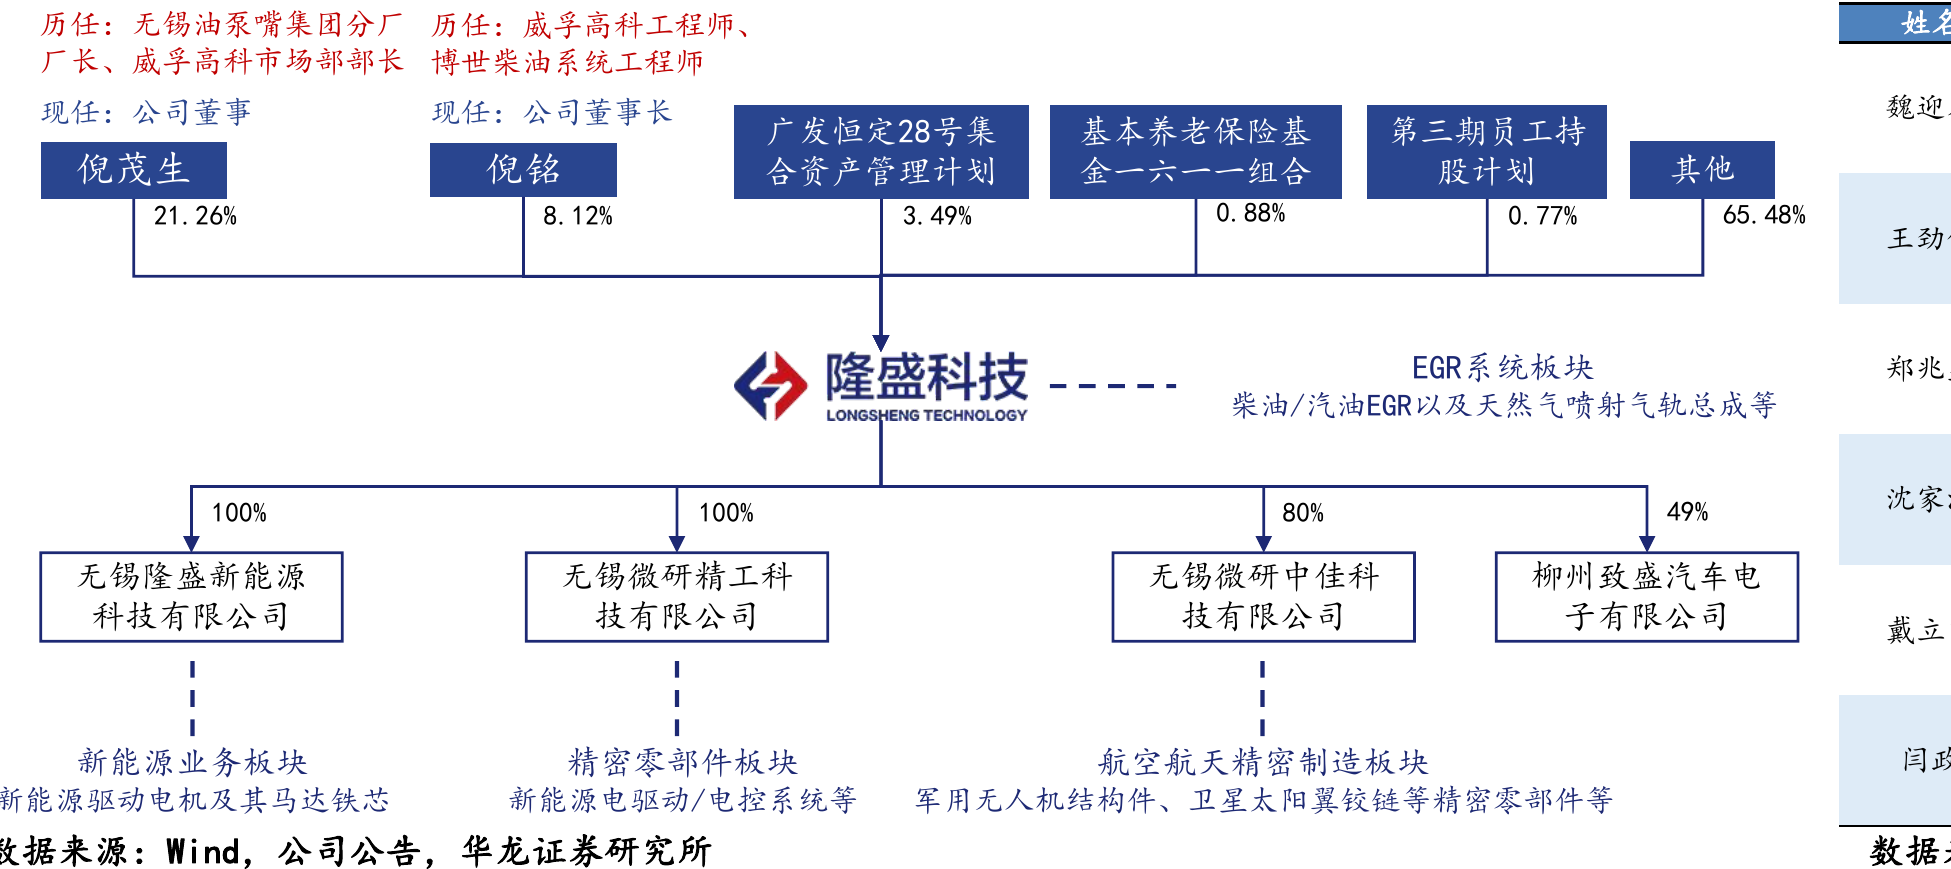 历任：无锡油泵嘴集团分厂
厂长、威孚高科市场部部长
现任：公司董事
倪茂生
21.26%
历任：威孚高科工程师、
博世柴油系统工程师
现任：公司董事长
倪铭
8.12%
广发恒定28号集
合资产管理计划
3.49%
基本养老保险基
金一六一一组合
0.88%
第三期员工持
股计划
0.77%
其他
65.48%
隆盛科技
LONGSHENG TECHNOLOGY
EGR系统板块
柴油/汽油EGR以及天然气喷射气轨总成等
100%
100%
80%
49%
无锡隆盛新能源
科技有限公司
无锡微研精工科
技有限公司
无锡微研中佳科
技有限公司
柳州致盛汽车电
子有限公司
新能源业务板块
新能源驱动电机及其马达铁芯
精密零部件板块
新能源电驱动/电控系统等
航空航天精密制造板块
军用无人机结构件、卫星太阳翼铰链等精密零部件等
数据来源：Wind，公司公告，华龙证券研究所
姓名
魏迎
王劲
郑兆
沈家
戴立
闫政
数据